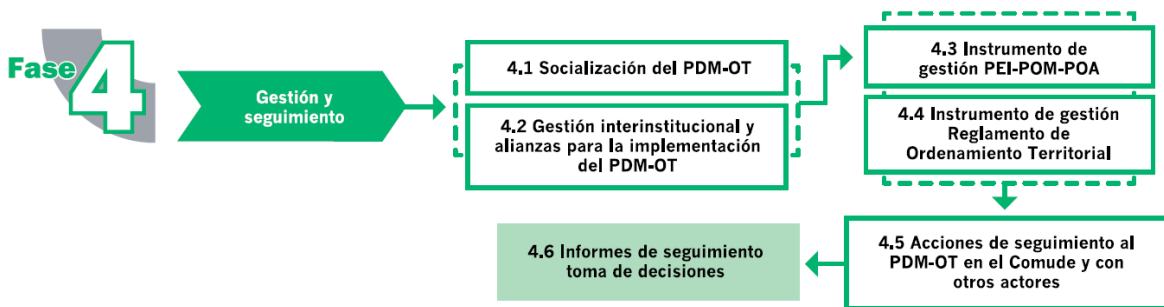 Fase 4
Gestión y
seguimiento
4.1 Socialización del PDM-OT
4.2 Gestión interinstitucional y
alianzas para la implementación
del PDM-OT
4.3 Instrumento de
gestión PEI-POM-POA
4.4 Instrumento de gestión
Reglamento de
Ordenamiento Territorial
4.5 Acciones de seguimiento al
PDM-OT en el Comude y con
otros actores
4.6 Informes de seguimiento
toma de decisiones